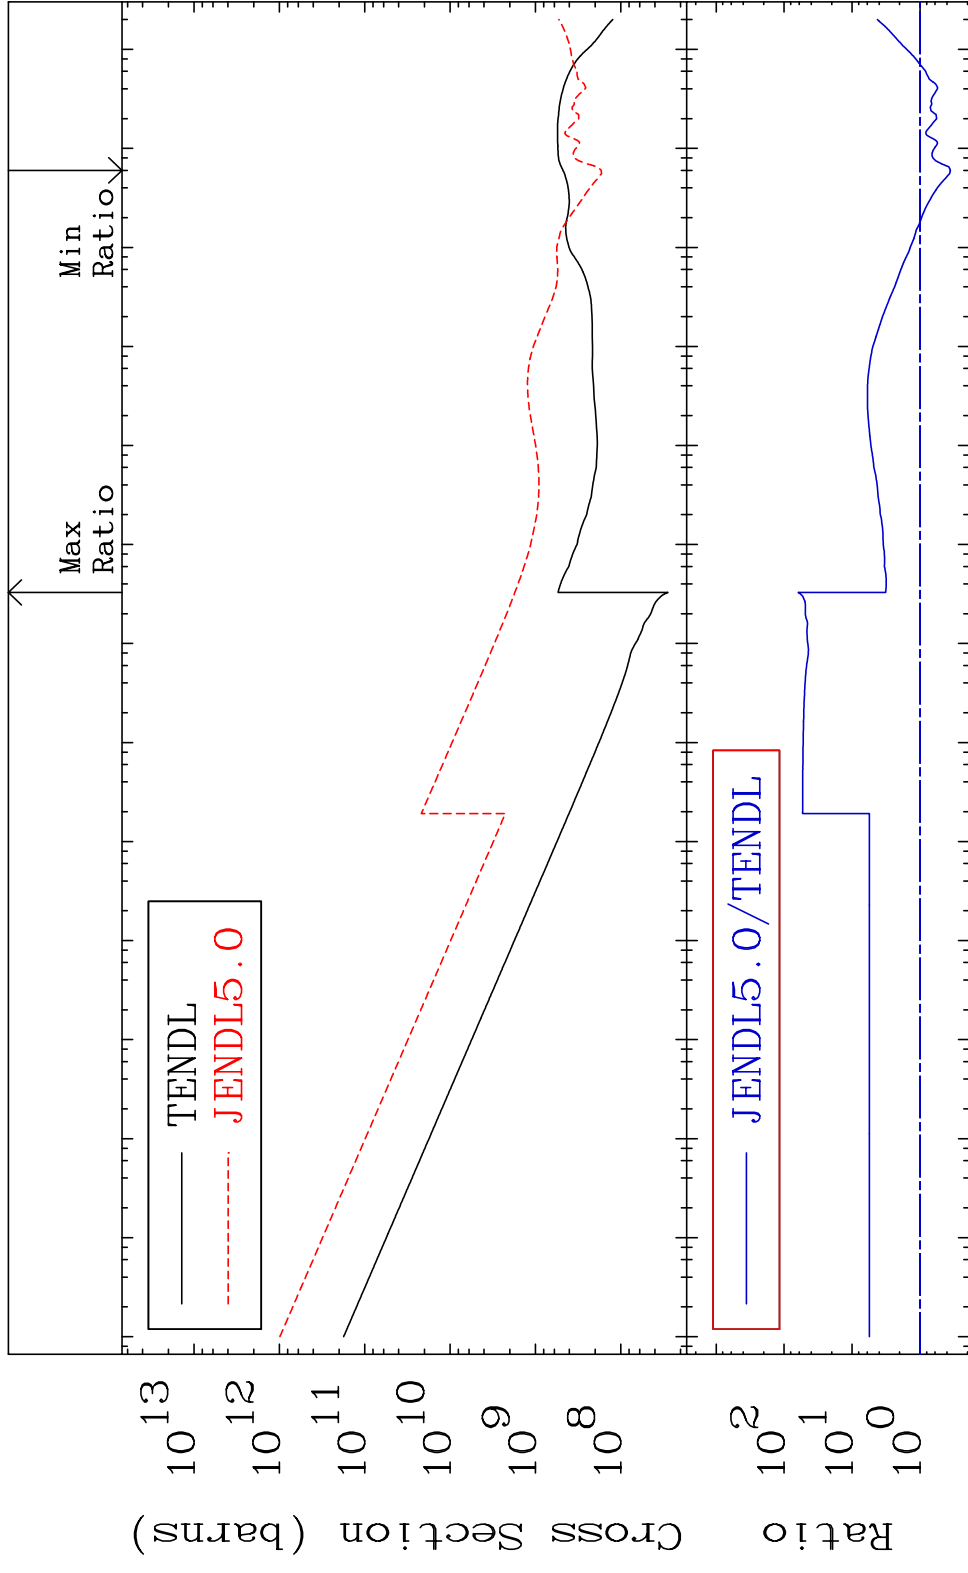 Max
Ratio
Min
Ratio
10^13
10^12
10^11
10^10
10^9
10^8
Cross Section (barns)
TENDL
JENDL5.0
10^2
10^1
10^0
Ratio
JENDL5.0/TENDL